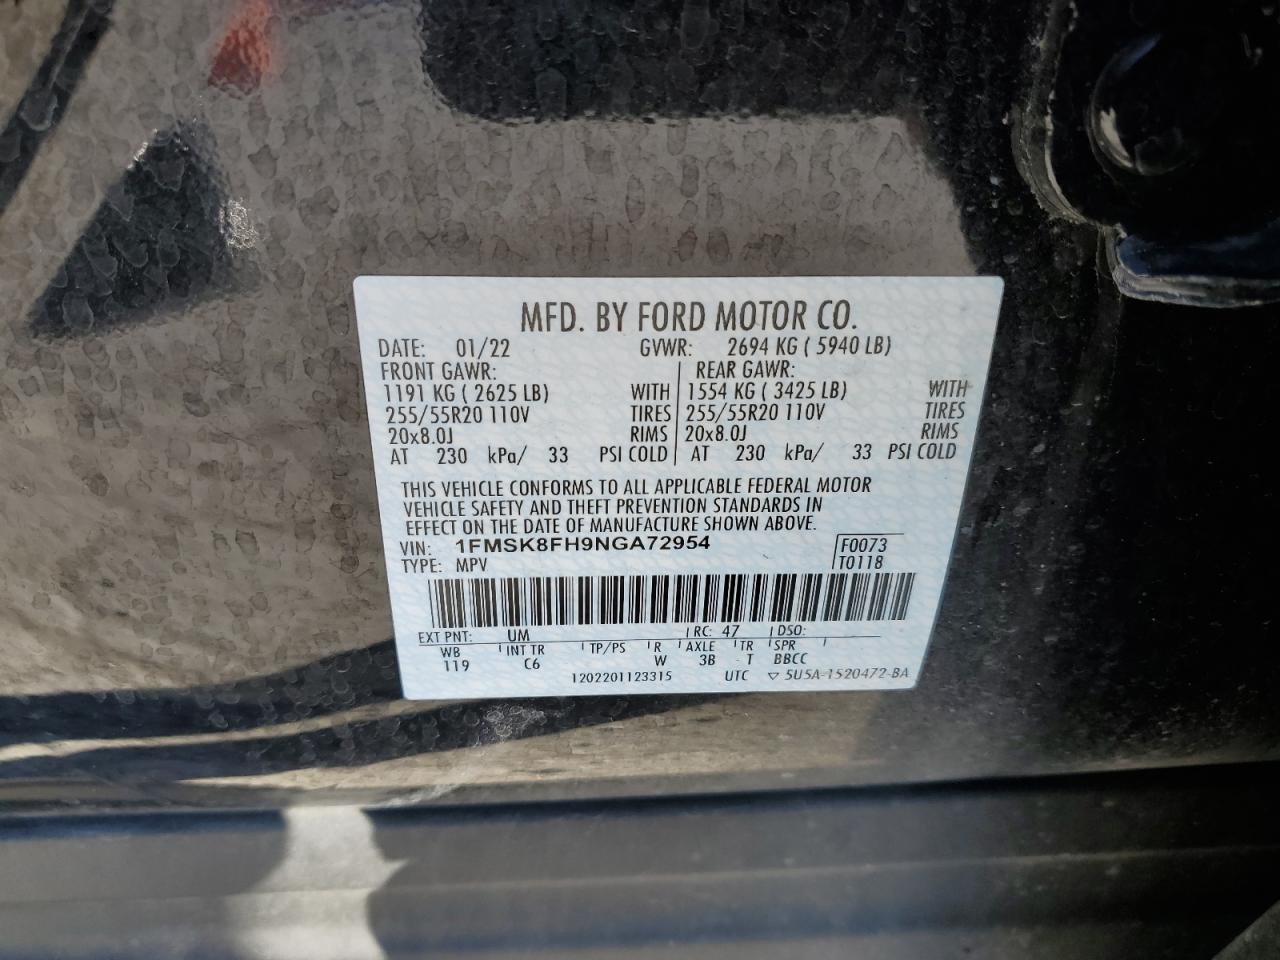 MFD. BY FORD MOTOR CO.
DATE: 01/22 GVWR: 2694 KG ( 5940 LB)
FRONT GAWR: REAR GAWR:
1191 KG ( 2625 LB) WITH 1554 KG ( 3425 LB) WITH
255/55R20 110V TIRES 255/55R20 110V TIRES
20x8.0J RIMS 20x8.0J RIMS
AT 230 kPa/ 33 PSI COLD AT 230 kPa/ 33 PSI COLD
THIS VEHICLE CONFORMS TO ALL APPLICABLE FEDERAL MOTOR
VEHICLE SAFETY AND THEFT PREVENTION STANDARDS IN
EFFECT ON THE DATE OF MANUFACTURE SHOWN ABOVE.
VIN: 1FMSK8FH9NGA72954 F0073
TYPE: MPV T0118
EXT PNT: UM RC: 47 DSO:
WB INT TR TP/PS R AXLE TR SPR
119 C6 W 3B T BBCC
1202201123315 UTC ▽ 5U5A-1520472-BA